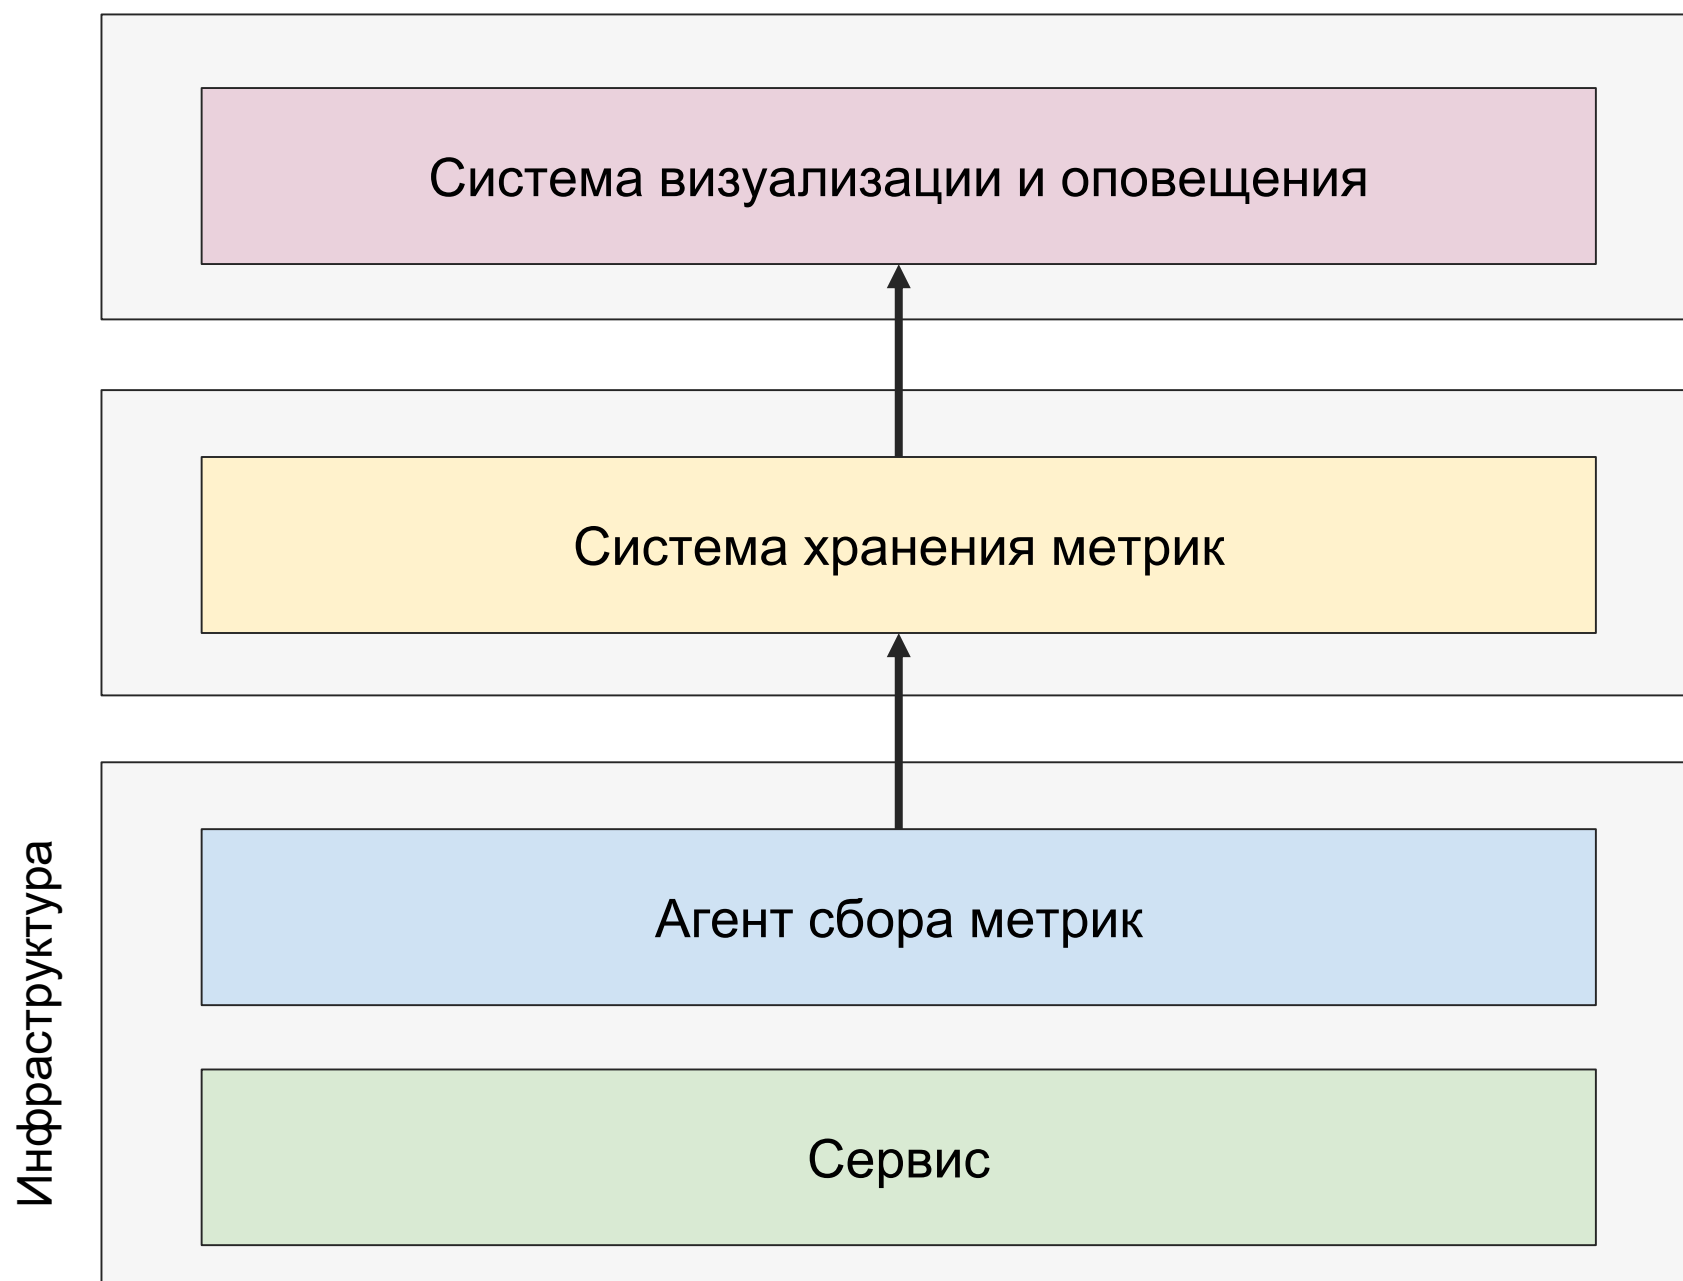 Система визуализации и оповещения
Система хранения метрик
Агент сбора метрик
Инфраструктура
Сервис